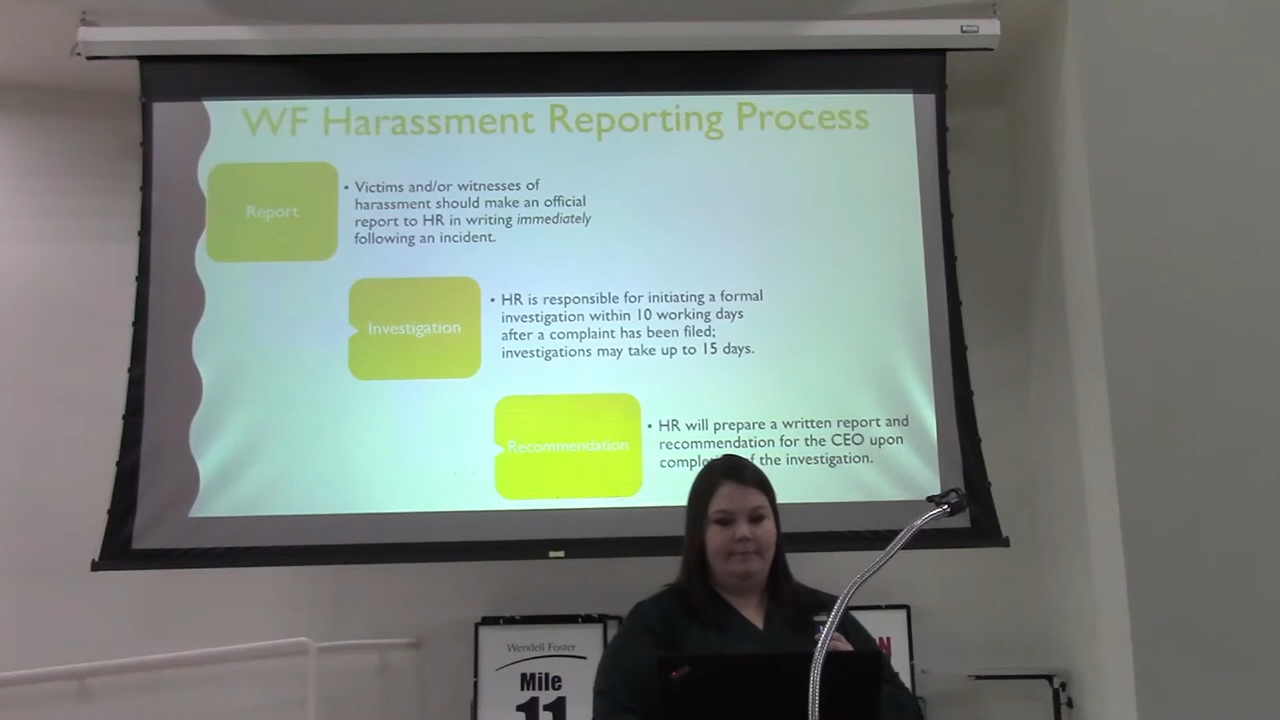 WF Harassment Reporting Process
Report
• Victims and/or witnesses of
harassment should make an official
report to HR in writing immediately
following an incident.
Investigation
• HR is responsible for initiating a formal
investigation within 10 working days
after a complaint has been filed;
investigations may take up to 15 days.
Recommendation
• HR will prepare a written report and
recommendation for the CEO upon
of the investigation.
Wendell Foster
Mile
11